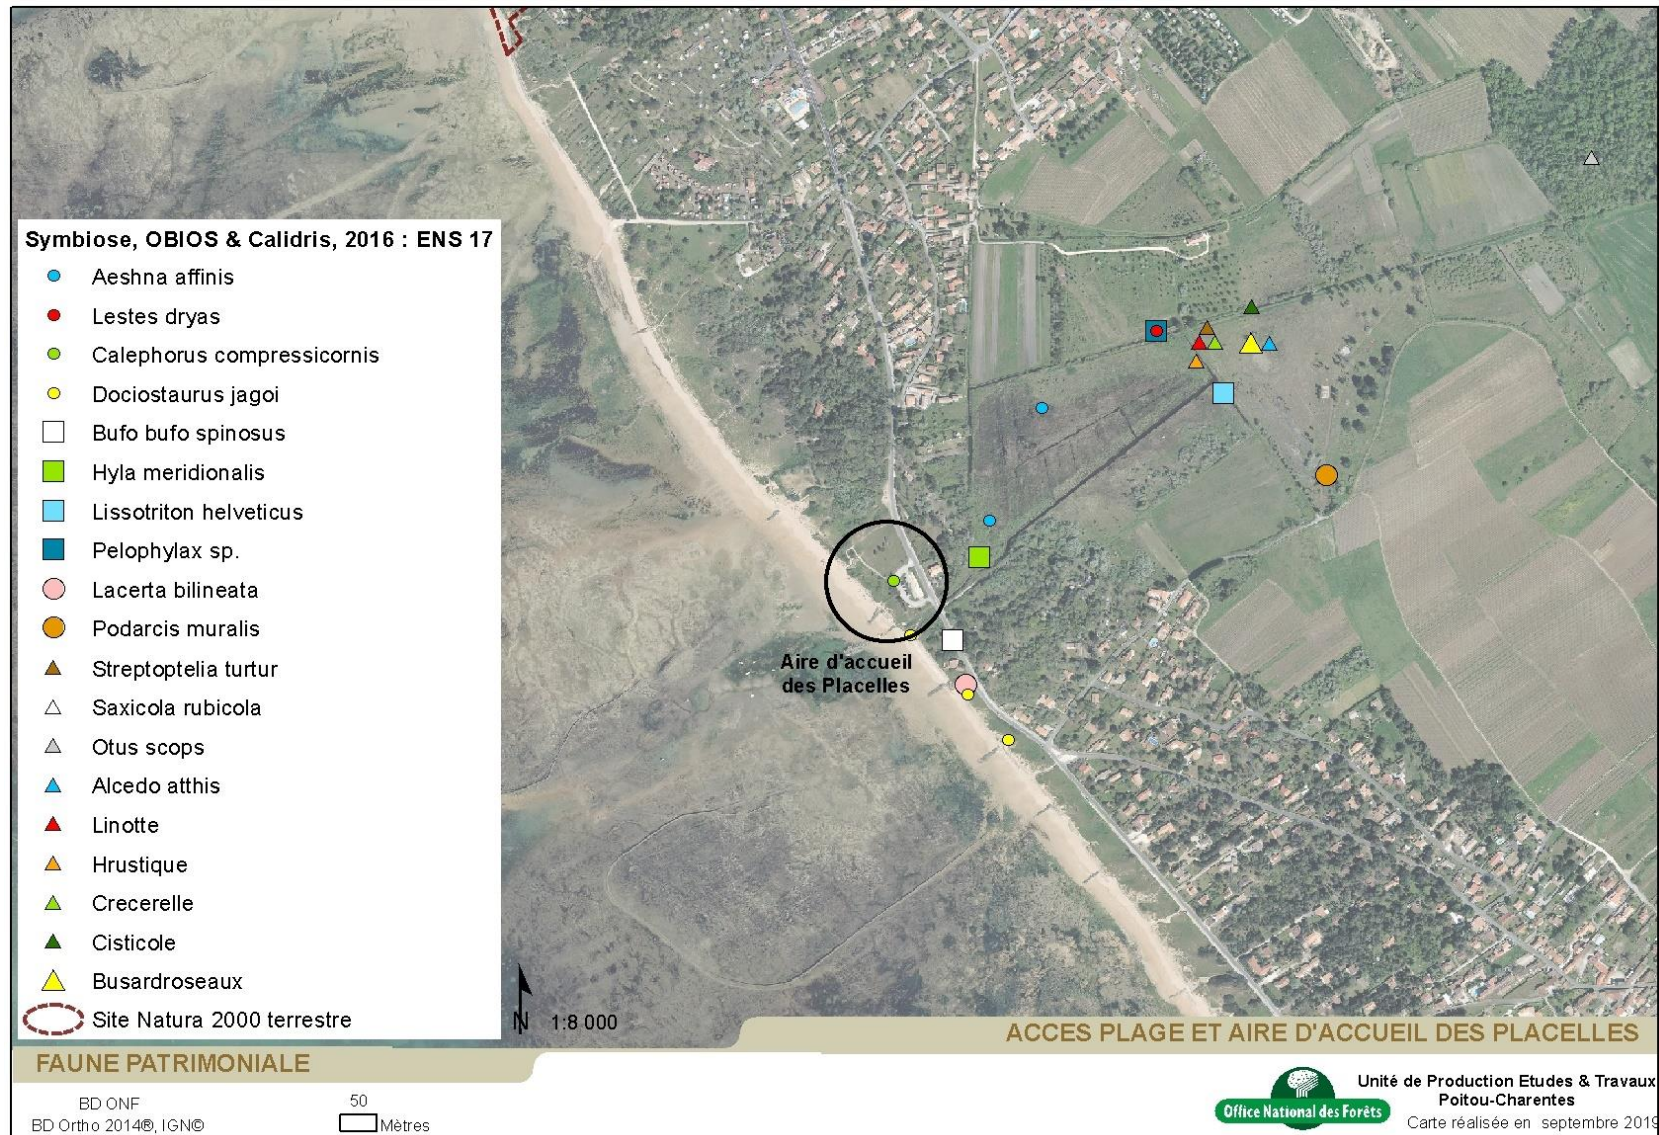 Symbiose, OBIOS & Calidris, 2016 : ENS 17
Aeshna affinis
Lestes dryas
Calephorus compressicornis
Dociostaurus jagoi
Bufo bufo spinosus
Hyla meridionalis
Lissotriton helveticus
Pelophylax sp.
Lacerta bilineata
Podarcis muralis
Streptoptelia turtur
Saxicola rubicola
Otus scops
Alcedo atthis
Linotte
Hrustique
Crecerelle
Cisticole
Busardroseaux
Site Natura 2000 terrestre
Aire d'accueil
des Placelles
N 1:8 000
ACCES PLAGE ET AIRE D'ACCUEIL DES PLACELLES
FAUNE PATRIMONIALE
BD ONF
BD Ortho 2014®, IGN©
50
Mètres
Office National des Forêts
Unité de Production Etudes & Travaux
Poitou-Charentes
Carte réalisée en septembre 2019